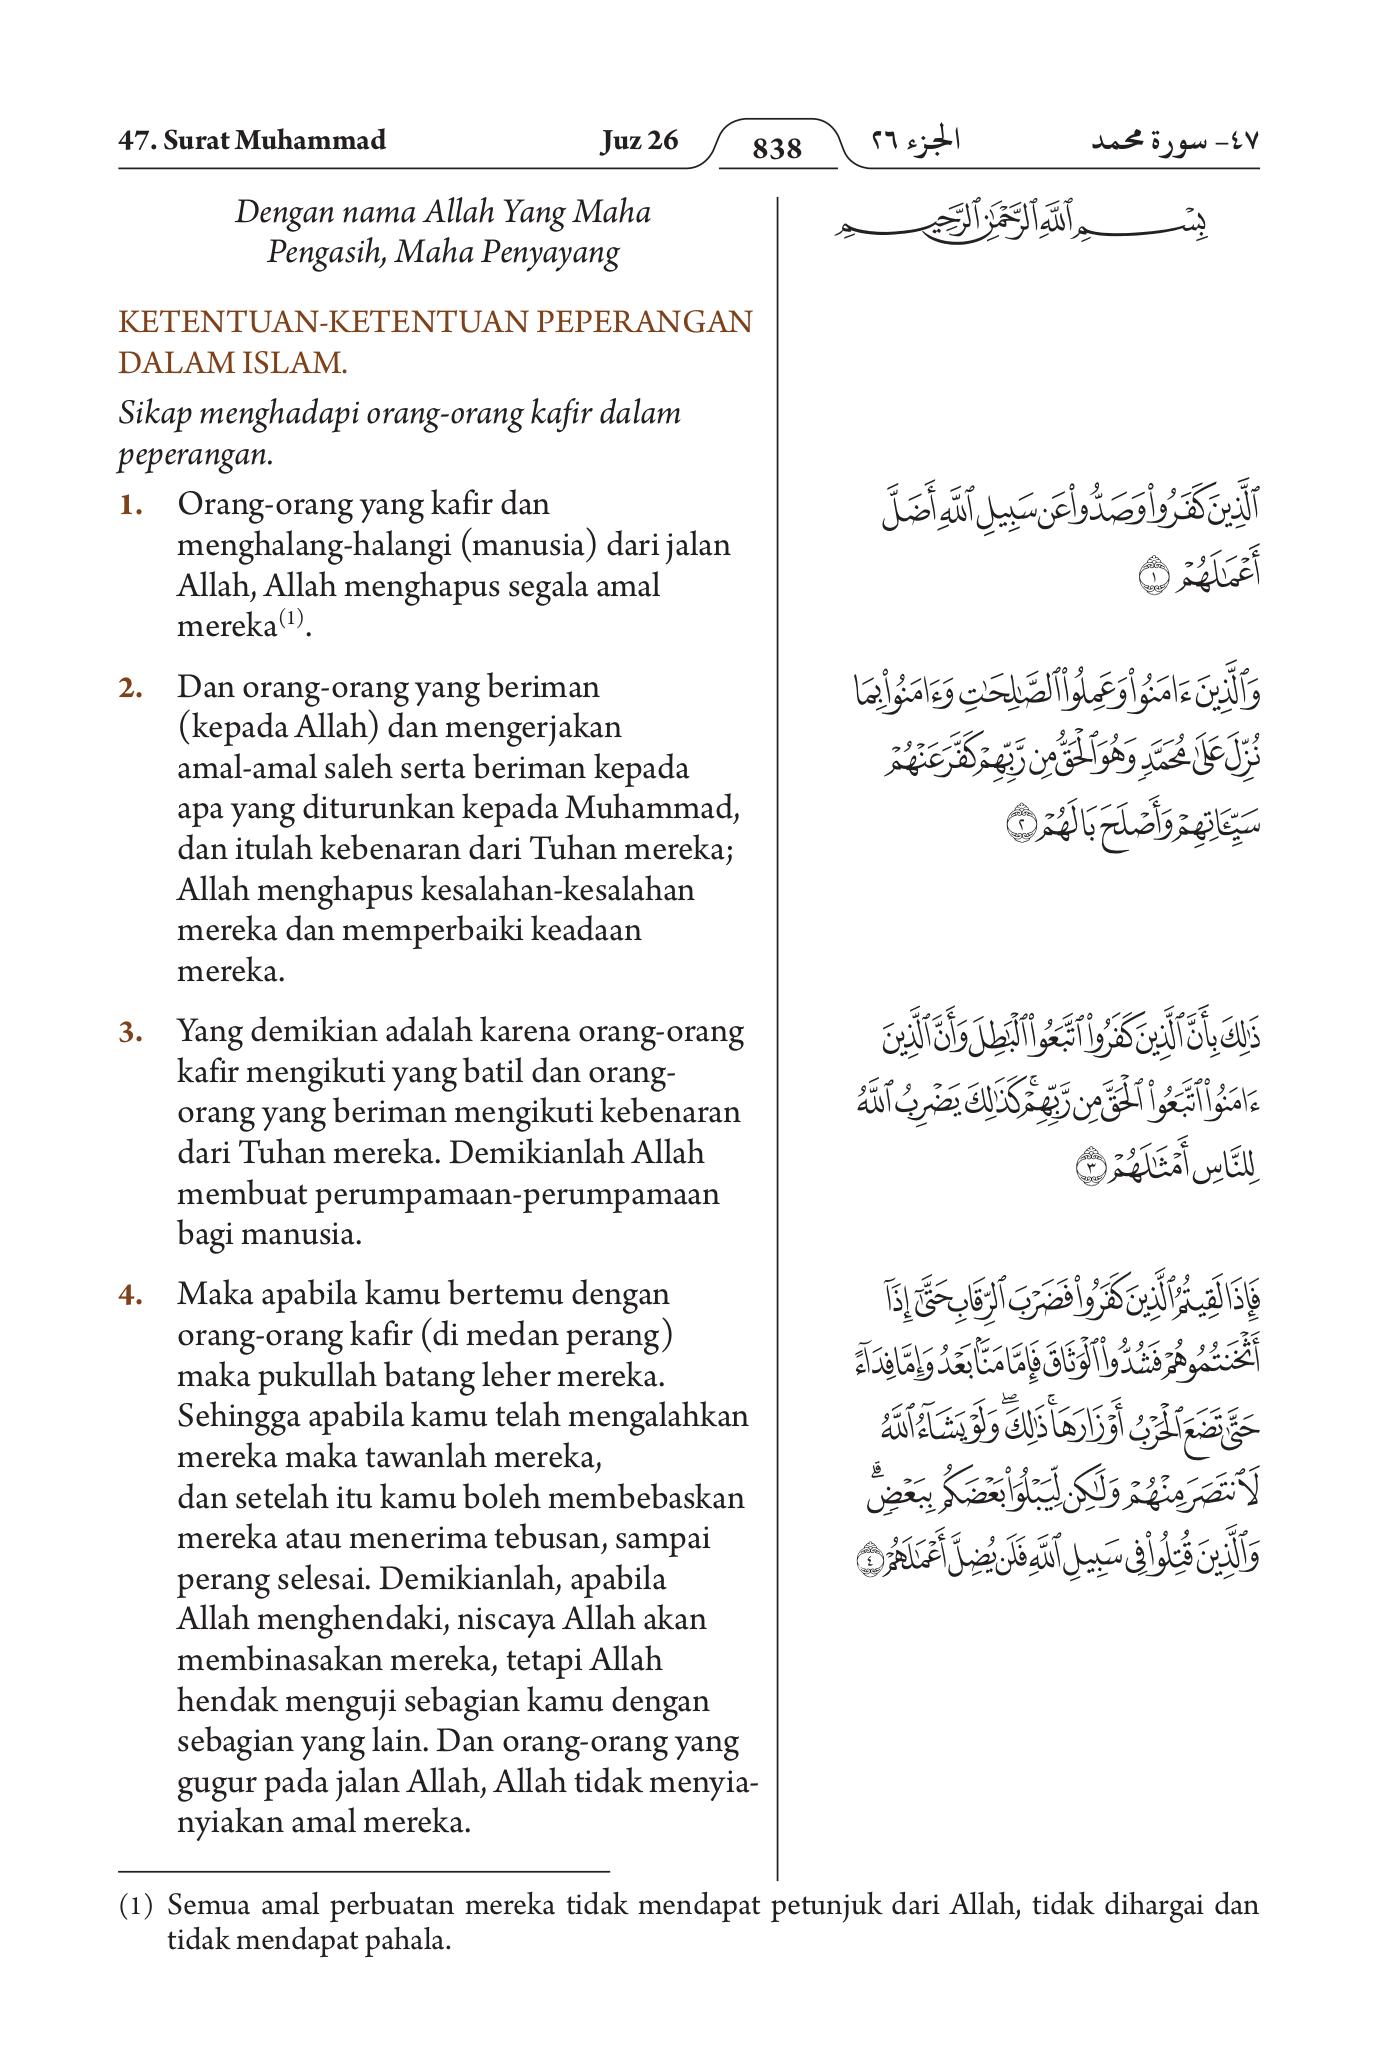 47. Surat Muhammad
Juz 26
838
الجزء ٢٦
٤٧- سورة محمد
Dengan nama Allah Yang Maha
Pengasih, Maha Penyayang
KETENTUAN-KETENTUAN PEPERANGAN
DALAM ISLAM.
Sikap menghadapi orang-orang kafir dalam
peperangan.
1. Orang-orang yang kafir dan
menghalang-halangi (manusia) dari jalan
Allah, Allah menghapus segala amal
mereka(1).
2. Dan orang-orang yang beriman
(kepada Allah) dan mengerjakan
amal-amal saleh serta beriman kepada
apa yang diturunkan kepada Muhammad,
dan itulah kebenaran dari Tuhan mereka;
Allah menghapus kesalahan-kesalahan
mereka dan memperbaiki keadaan
mereka.
3. Yang demikian adalah karena orang-orang
kafir mengikuti yang batil dan orang-
orang yang beriman mengikuti kebenaran
dari Tuhan mereka. Demikianlah Allah
membuat perumpamaan-perumpamaan
bagi manusia.
4. Maka apabila kamu bertemu dengan
orang-orang kafir (di medan perang)
maka pukullah batang leher mereka.
Sehingga apabila kamu telah mengalahkan
mereka maka tawanlah mereka,
dan setelah itu kamu boleh membebaskan
mereka atau menerima tebusan, sampai
perang selesai. Demikianlah, apabila
Allah menghendaki, niscaya Allah akan
membinasakan mereka, tetapi Allah
hendak menguji sebagian kamu dengan
sebagian yang lain. Dan orang-orang yang
gugur pada jalan Allah, Allah tidak menyia-
nyiakan amal mereka.
بِسْمِ ٱللَّهِ ٱلرَّحْمَٰنِ ٱلرَّحِيمِ
ٱلَّذِينَ كَفَرُوا۟ وَصَدُّوا۟ عَن سَبِيلِ ٱللَّهِ أَضَلَّ
أَعْمَٰلَهُمْ ١
وَٱلَّذِينَ ءَامَنُوا۟ وَعَمِلُوا۟ ٱلصَّٰلِحَٰتِ وَءَامَنُوا۟ بِمَا
نُزِّلَ عَلَىٰ مُحَمَّدٍ وَهُوَ ٱلْحَقُّ مِن رَّبِّهِمْ كَفَّرَ عَنْهُمْ
سَيِّـَٔاتِهِمْ وَأَصْلَحَ بَالَهُمْ ٢
ذَٰلِكَ بِأَنَّ ٱلَّذِينَ كَفَرُوا۟ ٱتَّبَعُوا۟ ٱلْبَٰطِلَ وَأَنَّ ٱلَّذِينَ
ءَامَنُوا۟ ٱتَّبَعُوا۟ ٱلْحَقَّ مِن رَّبِّهِمْ ۚ كَذَٰلِكَ يَضْرِبُ ٱللَّهُ
لِلنَّاسِ أَمْثَٰلَهُمْ ٣
فَإِذَا لَقِيتُمُ ٱلَّذِينَ كَفَرُوا۟ فَضَرْبَ ٱلرِّقَابِ حَتَّىٰٓ إِذَآ
أَثْخَنتُمُوهُمْ فَشُدُّوا۟ ٱلْوَثَاقَ فَإِمَّا مَنًّۢا بَعْدُ وَإِمَّا فِدَآءً
حَتَّىٰ تَضَعَ ٱلْحَرْبُ أَوْزَارَهَا ۚ ذَٰلِكَ ۖ وَلَوْ يَشَآءُ ٱللَّهُ
لَٱنتَصَرَ مِنْهُمْ وَلَٰكِن لِّيَبْلُوَا۟ بَعْضَكُم بِبَعْضٍ ۗ
وَٱلَّذِينَ قُتِلُوا۟ فِى سَبِيلِ ٱللَّهِ فَلَن يُضِلَّ أَعْمَٰلَهُمْ ٤
(1) Semua amal perbuatan mereka tidak mendapat petunjuk dari Allah, tidak dihargai dan
tidak mendapat pahala.